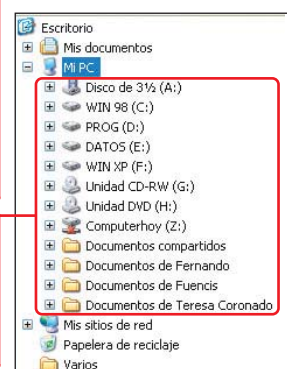 Escritorio
Mis documentos
Mi PC
Disco de 3½ (A:)
WIN 98 (C:)
PROG (D:)
DATOS (E:)
WIN XP (F:)
Unidad CD-RW (G:)
Unidad DVD (H:)
Computerhoy (Z:)
Documentos compartidos
Documentos de Fernando
Documentos de Fuencis
Documentos de Teresa Coronado
Mis sitios de red
Papelera de reciclaje
Varios